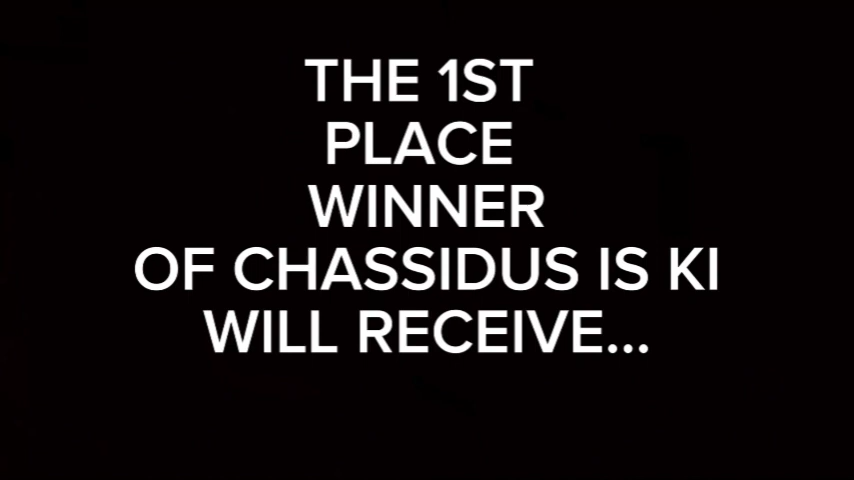 THE 1ST
PLACE
WINNER
OF CHASSIDUS IS KI
WILL RECEIVE...